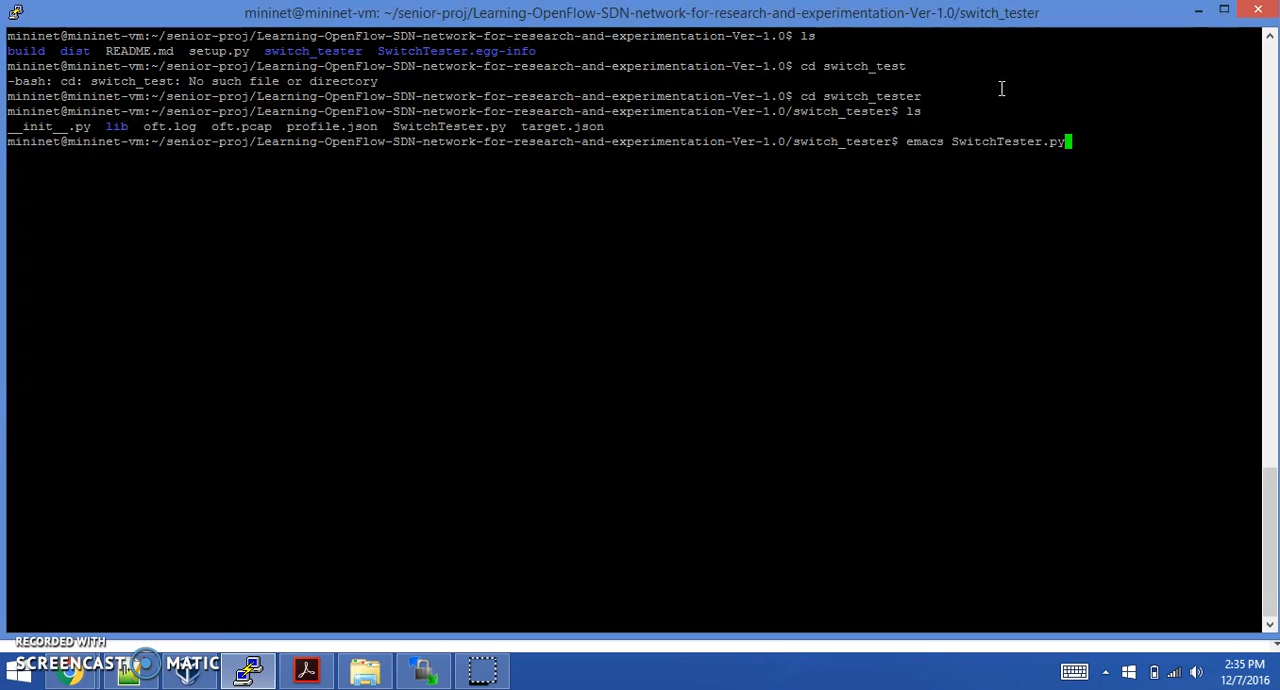 mininet@mininet-vm: ~/senior-proj/Learning-OpenFlow-SDN-network-for-research-and-experimentation-Ver-1.0/switch_tester
mininet@mininet-vm:~/senior-proj/Learning-OpenFlow-SDN-network-for-research-and-experimentation-Ver-1.0$ ls
build  dist  README.md  setup.py  switch_tester  SwitchTester.egg-info
mininet@mininet-vm:~/senior-proj/Learning-OpenFlow-SDN-network-for-research-and-experimentation-Ver-1.0$ cd switch_test
-bash: cd: switch_test: No such file or directory
mininet@mininet-vm:~/senior-proj/Learning-OpenFlow-SDN-network-for-research-and-experimentation-Ver-1.0$ cd switch_tester
mininet@mininet-vm:~/senior-proj/Learning-OpenFlow-SDN-network-for-research-and-experimentation-Ver-1.0/switch_tester$ ls
__init__.py  lib  oft.log  oft.pcap  profile.json  SwitchTester.py  target.json
mininet@mininet-vm:~/senior-proj/Learning-OpenFlow-SDN-network-for-research-and-experimentation-Ver-1.0/switch_tester$ emacs SwitchTester.py
RECORDED WITH
SCREENCAST MATIC
2:35 PM
12/7/2016